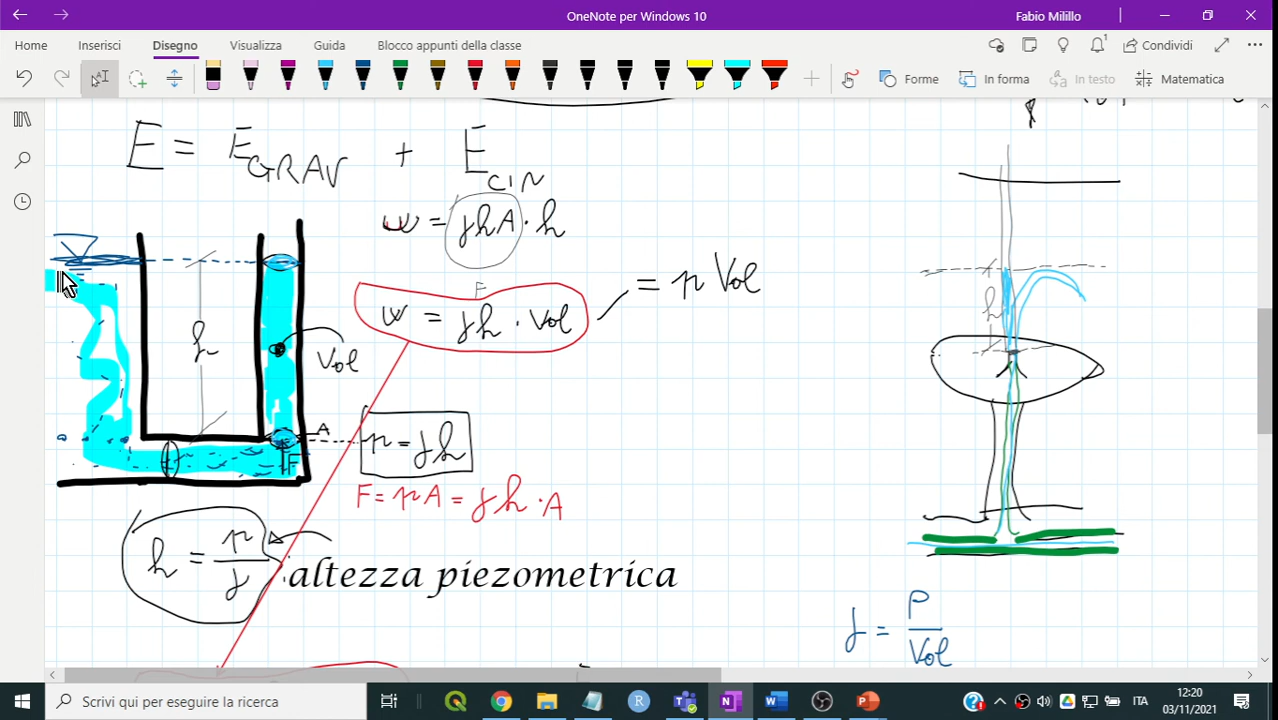 OneNote per Windows 10
Fabio Milillo
Home Inserisci Disegno Visualizza Guida Blocco appunti della classe
Condividi
Forme In forma In testo Matematica
E = E GRAV + E CIN
w = γhA · h
F
w = γh · Vol
= p Vol
h
Vol
A
F
p = γh
F = pA = γh · A
h = p/γ
altezza piezometrica
h
γ = P/Vol
Scrivi qui per eseguire la ricerca
ITA
12:20
03/11/2021